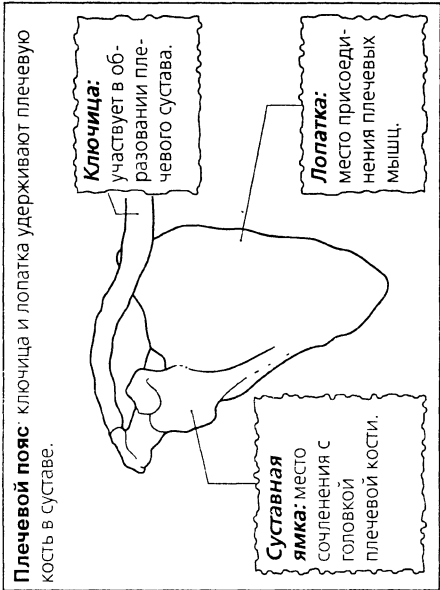 Плечевой пояс: ключица и лопатка удерживают плечевую
кость в суставе.
Ключица:
участвует в об-
разовании пле-
чевого сустава.
Суставная
ямка: место
сочленения с
головкой
плечевой кости.
Лопатка:
место присоеди-
нения плечевых
мышц.